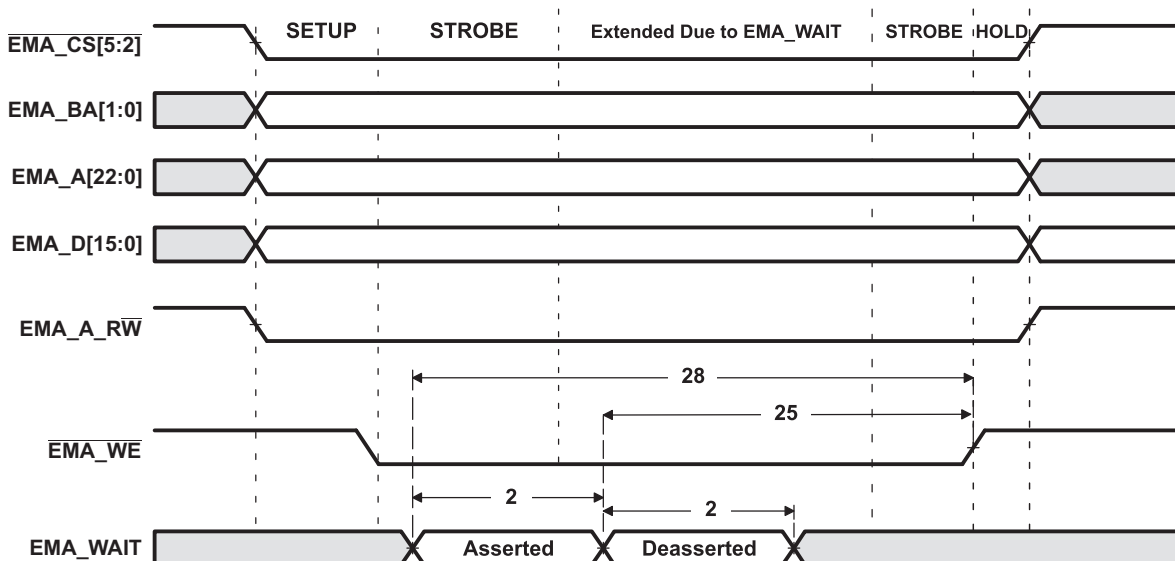 SETUP STROBE Extended Due to EMA_WAIT STROBE HOLD
EMA_CS[5:2]
EMA_BA[1:0]
EMA_A[22:0]
EMA_D[15:0]
EMA_A_RW
28
25
EMA_WE
2
2
EMA_WAIT Asserted Deasserted